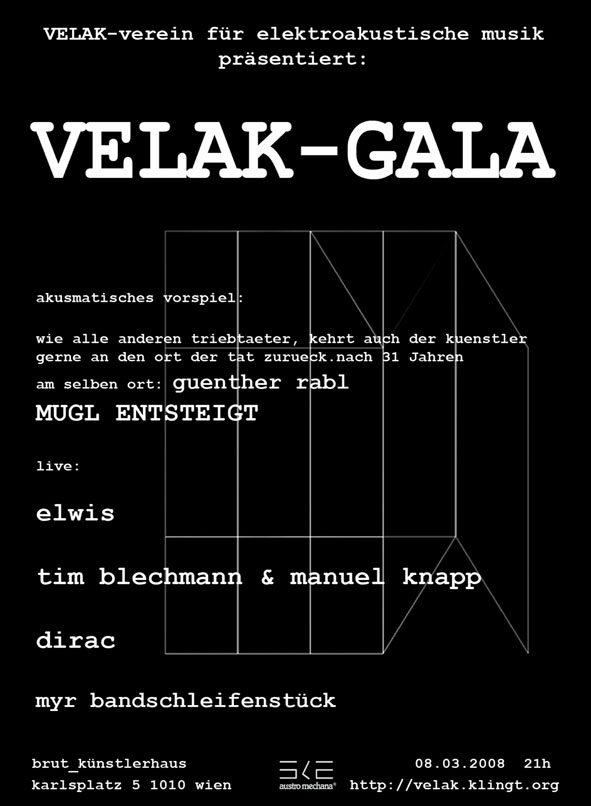 VELAK-verein für elektroakustische musik
präsentiert:
VELAK-GALA
akusmatisches vorspiel:
wie alle anderen triebtaeter, kehrt auch der kuenstler
gerne an den ort der tat zurueck.nach 31 Jahren
am selben ort: guenther rabl
MUGL ENTSTEIGT
live:
elwis
tim blechmann & manuel knapp
dirac
myr bandschleifenstück
brut_künstlerhaus
karlsplatz 5 1010 wien
SKE
austro mechana®
08.03.2008 21h
http://velak.klingt.org